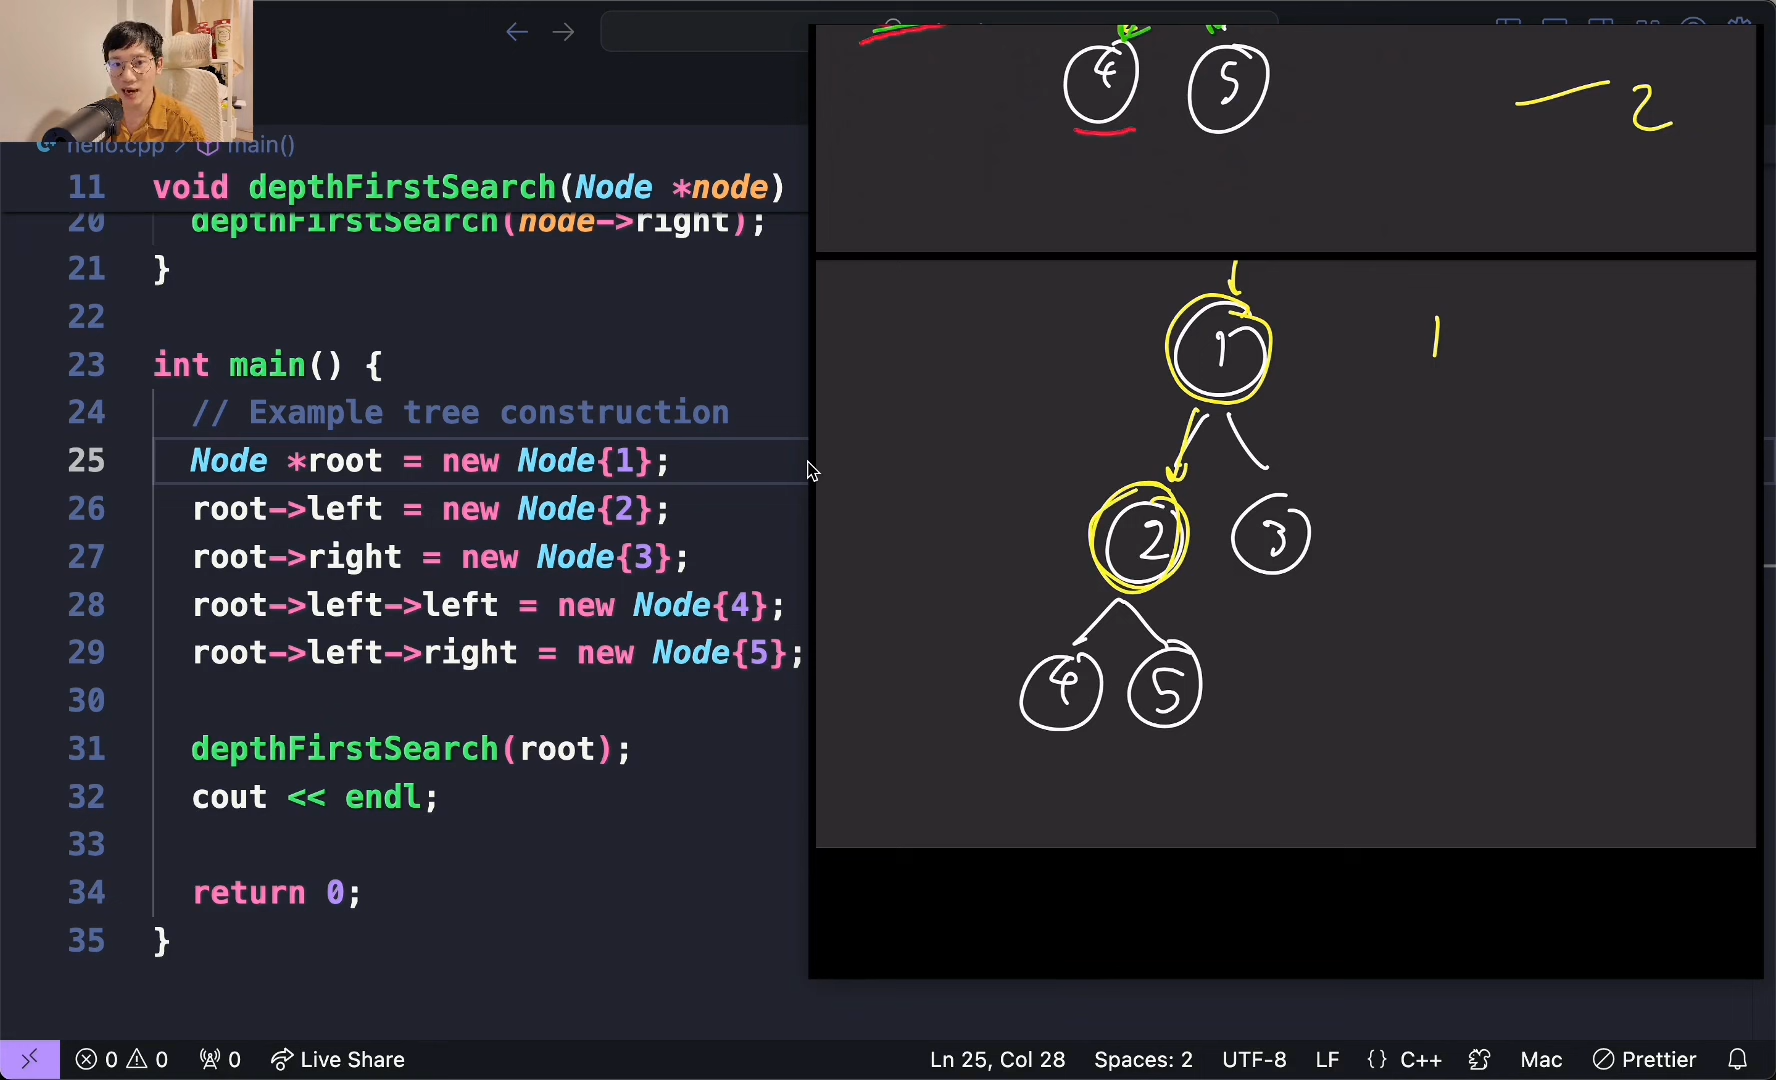 hello.cpp > main()
11 void depthFirstSearch(Node *node)
20 depthFirstSearch(node->right);
21 }
22
23 int main() {
24 // Example tree construction
25 Node *root = new Node{1};
26 root->left = new Node{2};
27 root->right = new Node{3};
28 root->left->left = new Node{4};
29 root->left->right = new Node{5};
30
31 depthFirstSearch(root);
32 cout << endl;
33
34 return 0;
35 }
4 5
2
1
1
2 3
4 5
0 0 0 Live Share
Ln 25, Col 28 Spaces: 2 UTF-8 LF {} C++ Mac Prettier